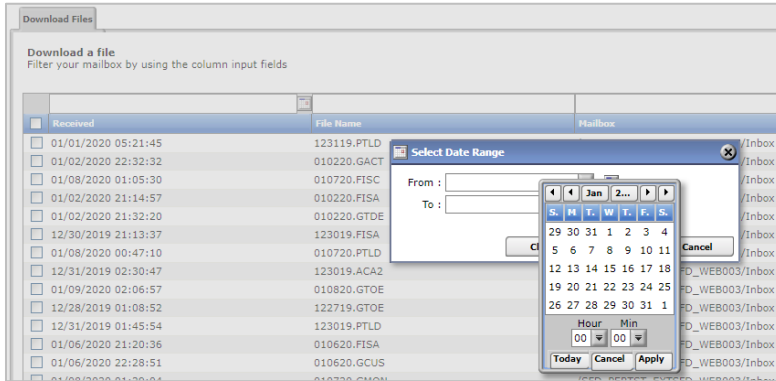 Download Files
Download a file
Filter your mailbox by using the column input fields
Received File Name Mailbox
01/01/2020 05:21:45 123119.PTLD /Inbox
01/02/2020 22:32:32 010220.GACT /Inbox
Select Date Range
01/08/2020 01:05:30 010720.FISC /Inbox
01/02/2020 21:14:57 010220.FISA /Inbox
From :
01/02/2020 21:32:20 010220.GTDE /Inbox
To :
12/30/2019 21:13:37 123019.FISA /Inbox
01/08/2020 00:47:10 010720.PTLD /Inbox
Cancel
12/31/2019 02:30:47 123019.ACA2 FD_WEB003/Inbox
01/09/2020 02:06:57 010820.GTOE FD_WEB003/Inbox
12/28/2019 01:08:52 122719.GTOE FD_WEB003/Inbox
12/31/2019 01:45:54 123019.PTLD FD_WEB003/Inbox
01/06/2020 21:20:36 010620.FISA FD_WEB003/Inbox
01/06/2020 22:28:51 010620.GCUS FD_WEB003/Inbox
Jan 2...
S. M T. W T. F. S.
29 30 31 1 2 3 4
5 6 7 8 9 10 11
12 13 14 15 16 17 18
19 20 21 22 23 24 25
26 27 28 29 30 31 1
Hour Min
00 00
Today Cancel Apply